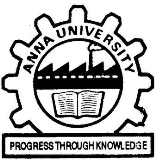 ANNA UNIVERSITY
PROGRESS THROUGH KNOWLEDGE